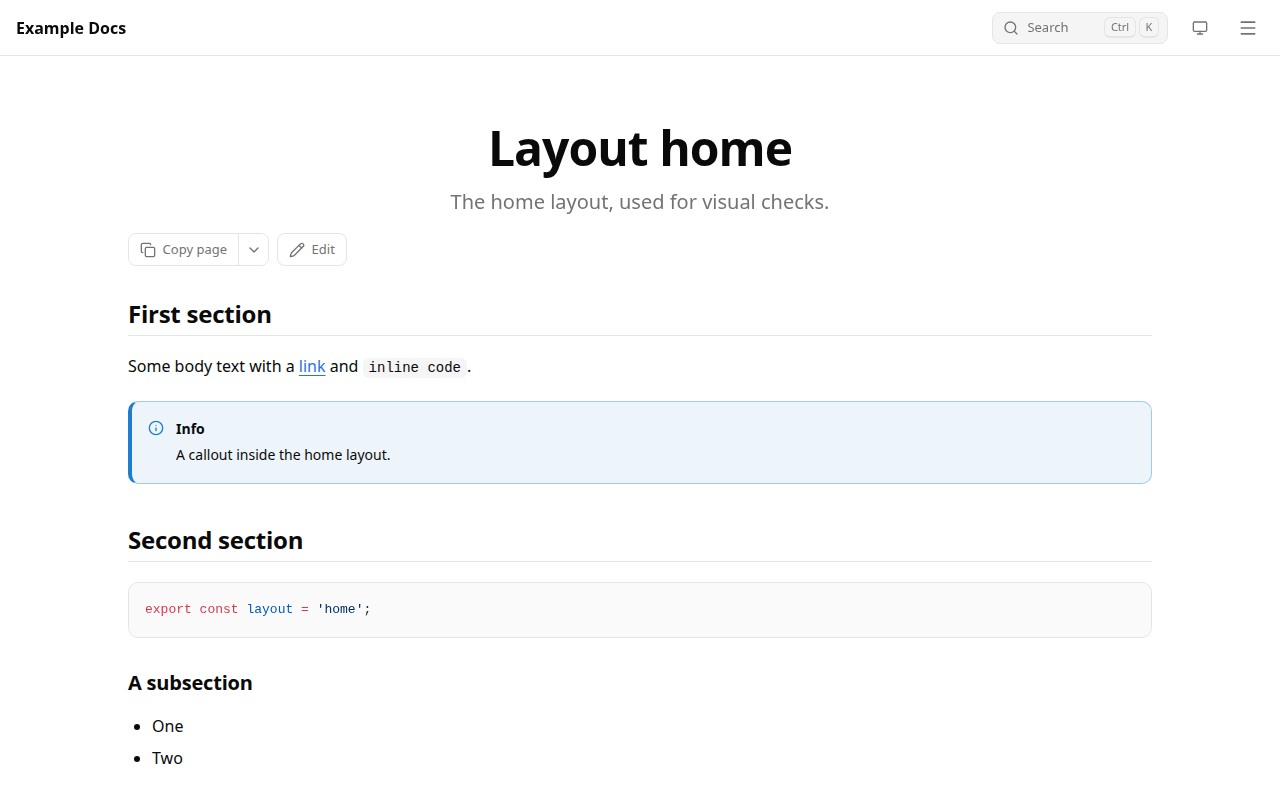 Example Docs
Search Ctrl K
Layout home
The home layout, used for visual checks.
Copy page
Edit
First section
Some body text with a link and inline code.
Info
A callout inside the home layout.
Second section
export const layout = 'home';
A subsection
One
Two